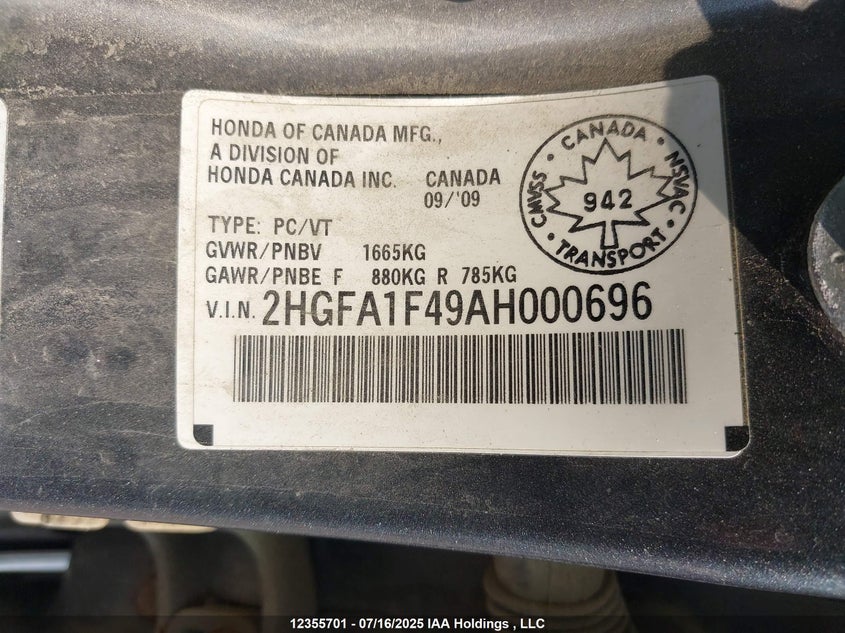 HONDA OF CANADA MFG.,
A DIVISION OF
HONDA CANADA INC. CANADA
09/'09
TYPE: PC/VT
GVWR/PNBV 1665KG
GAWR/PNBE F 880KG R 785KG
V.I.N. 2HGFA1F49AH000696
CANADA
CMVSS · NSVAC
942
TRANSPORT
12355701 - 07/16/2025 IAA Holdings , LLC